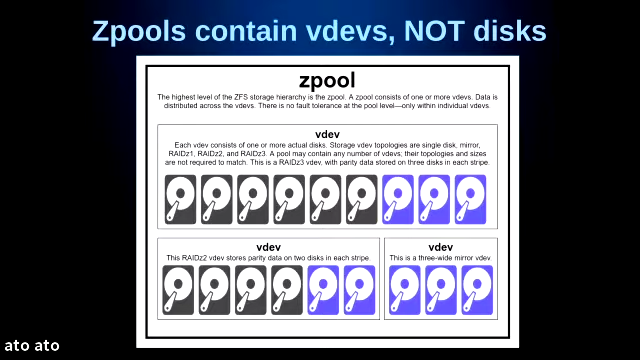 Zpools contain vdevs, NOT disks
zpool
The highest level of the ZFS storage hierarchy is the zpool. A zpool consists of one or more vdevs. Data is
distributed across the vdevs. There is no fault tolerance at the pool level—only within individual vdevs.
vdev
Each vdev consists of one or more actual disks. Storage vdev topologies are single disk, mirror,
RAIDz1, RAIDz2, and RAIDz3. A pool may contain any number of vdevs; their topologies and sizes
are not required to match. This is a RAIDz3 vdev, with parity data stored on three disks in each stripe.
vdev
This RAIDz2 vdev stores parity data on two disks in each stripe.
vdev
This is a three-wide mirror vdev.
ato ato